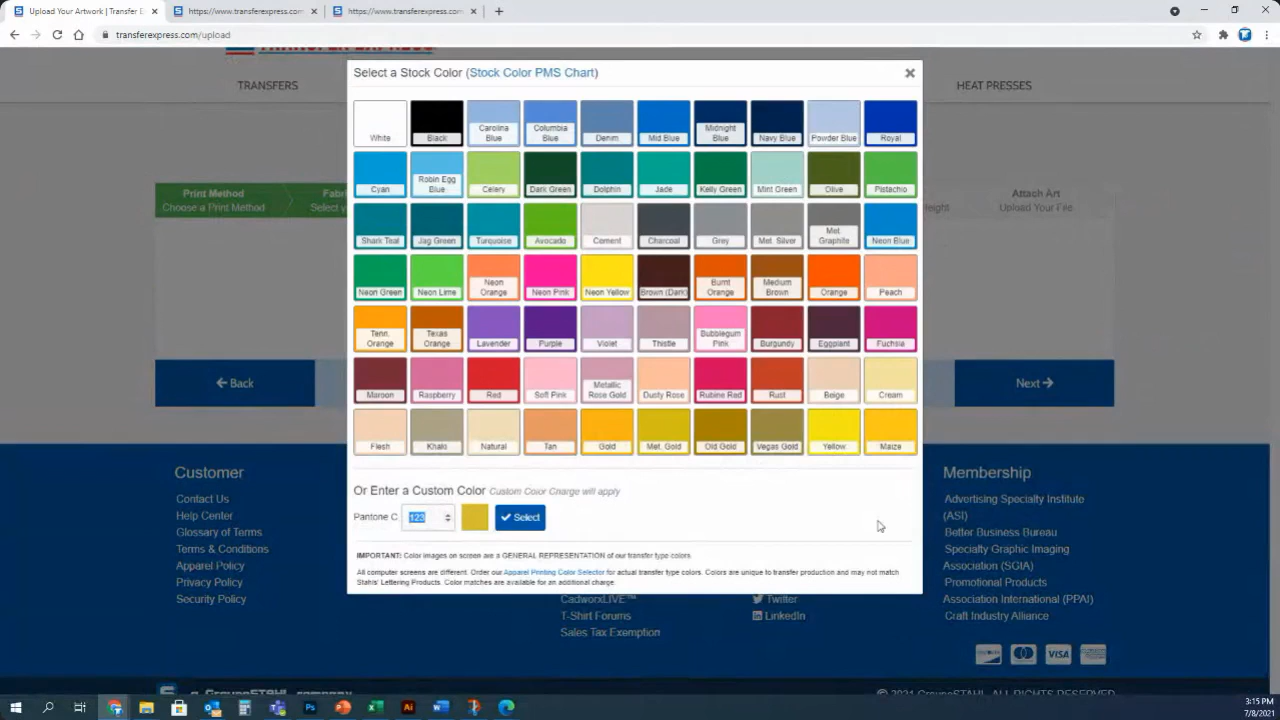 Upload Your Artwork | Transfer E
https://www.transferexpress.com
https://www.transferexpress.com
transferexpress.com/upload
TRANSFER EXPRESS
TRANSFERS
HEAT PRESSES
Select a Stock Color (Stock Color PMS Chart)
White
Black
Carolina Blue
Columbia Blue
Denim
Mid Blue
Midnight Blue
Navy Blue
Powder Blue
Royal
Cyan
Robin Egg Blue
Celery
Dark Green
Dolphin
Jade
Kelly Green
Mint Green
Olive
Pistachio
Shark Teal
Jag Green
Turquoise
Avocado
Cement
Charcoal
Grey
Met. Silver
Met. Graphite
Neon Blue
Neon Green
Neon Lime
Neon Orange
Neon Pink
Neon Yellow
Brown (Dark)
Burnt Orange
Medium Brown
Orange
Peach
Tenn. Orange
Texas Orange
Lavender
Purple
Violet
Thistle
Bubblegum Pink
Burgundy
Eggplant
Fuchsia
Maroon
Raspberry
Red
Soft Pink
Metallic Rose Gold
Dusty Rose
Rubine Red
Rust
Beige
Cream
Flesh
Khaki
Natural
Tan
Gold
Met. Gold
Old Gold
Vegas Gold
Yellow
Maize
Or Enter a Custom Color Custom Color Charge will apply
Pantone C 123 Select
IMPORTANT: Color images on screen are a GENERAL REPRESENTATION of our transfer type colors.
All computer screens are different. Order our Apparel Printing Color Selector for actual transfer type colors. Colors are unique to transfer production and may not match
Stahls' Lettering Products. Color matches are available for an additional charge.
Print Method
Choose a Print Method
Fabri
Select y
eight
Attach Art
Upload Your File
Back
Next
Customer
Contact Us
Help Center
Glossary of Terms
Terms & Conditions
Apparel Policy
Privacy Policy
Security Policy
CadworxLIVE™
T-Shirt Forums
Sales Tax Exemption
Twitter
LinkedIn
Membership
Advertising Specialty Institute
(ASI)
Better Business Bureau
Specialty Graphic Imaging
Association (SGIA)
Promotional Products
Association International (PPAI)
Craft Industry Alliance
VISA
a GroupeSTAHL company
© 2021 GroupeSTAHL. ALL RIGHTS RESERVED
3:15 PM
7/8/2021